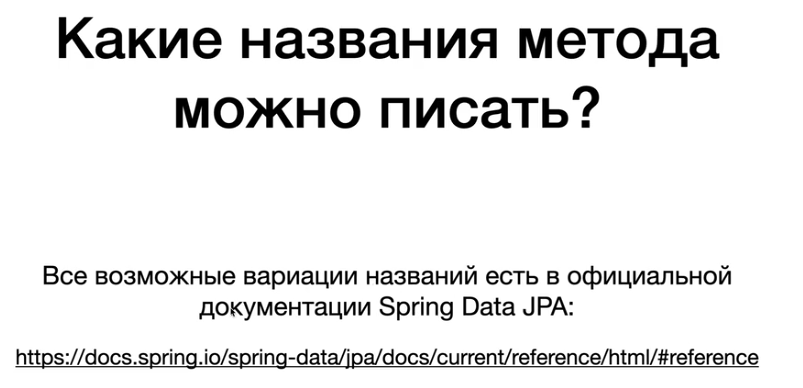 Какие названия метода
можно писать?
Все возможные вариации названий есть в официальной
документации Spring Data JPA:
https://docs.spring.io/spring-data/jpa/docs/current/reference/html/#reference